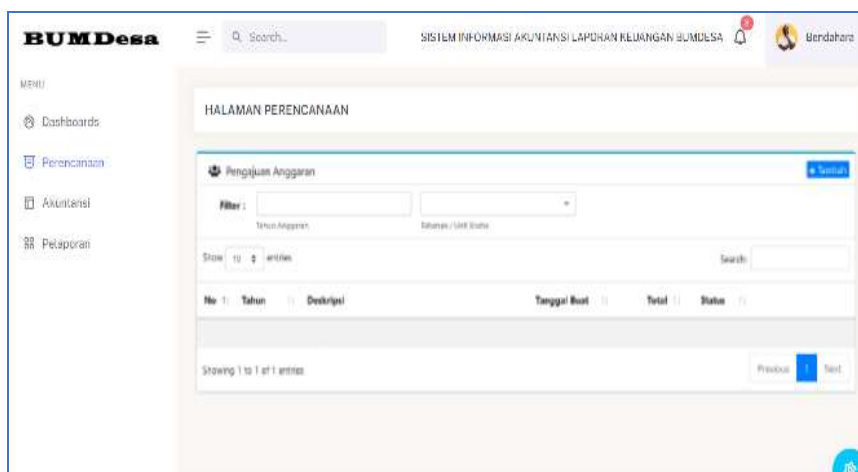 BUMDesa
Search...
SISTEM INFORMASI AKUNTANSI LAPORAN KEUANGAN BUMDESA
Bendahara
MENU
Dashboards
Perencanaan
Akuntansi
Pelaporan
HALAMAN PERENCANAAN
Pengajuan Anggaran
Tambah
Filter :
Tahun Anggaran
Show 10 entries
Search:
No Tahun Deskripsi Tanggal Buat Total Status
Showing 1 to 1 of 1 entries
Previous 1 Next